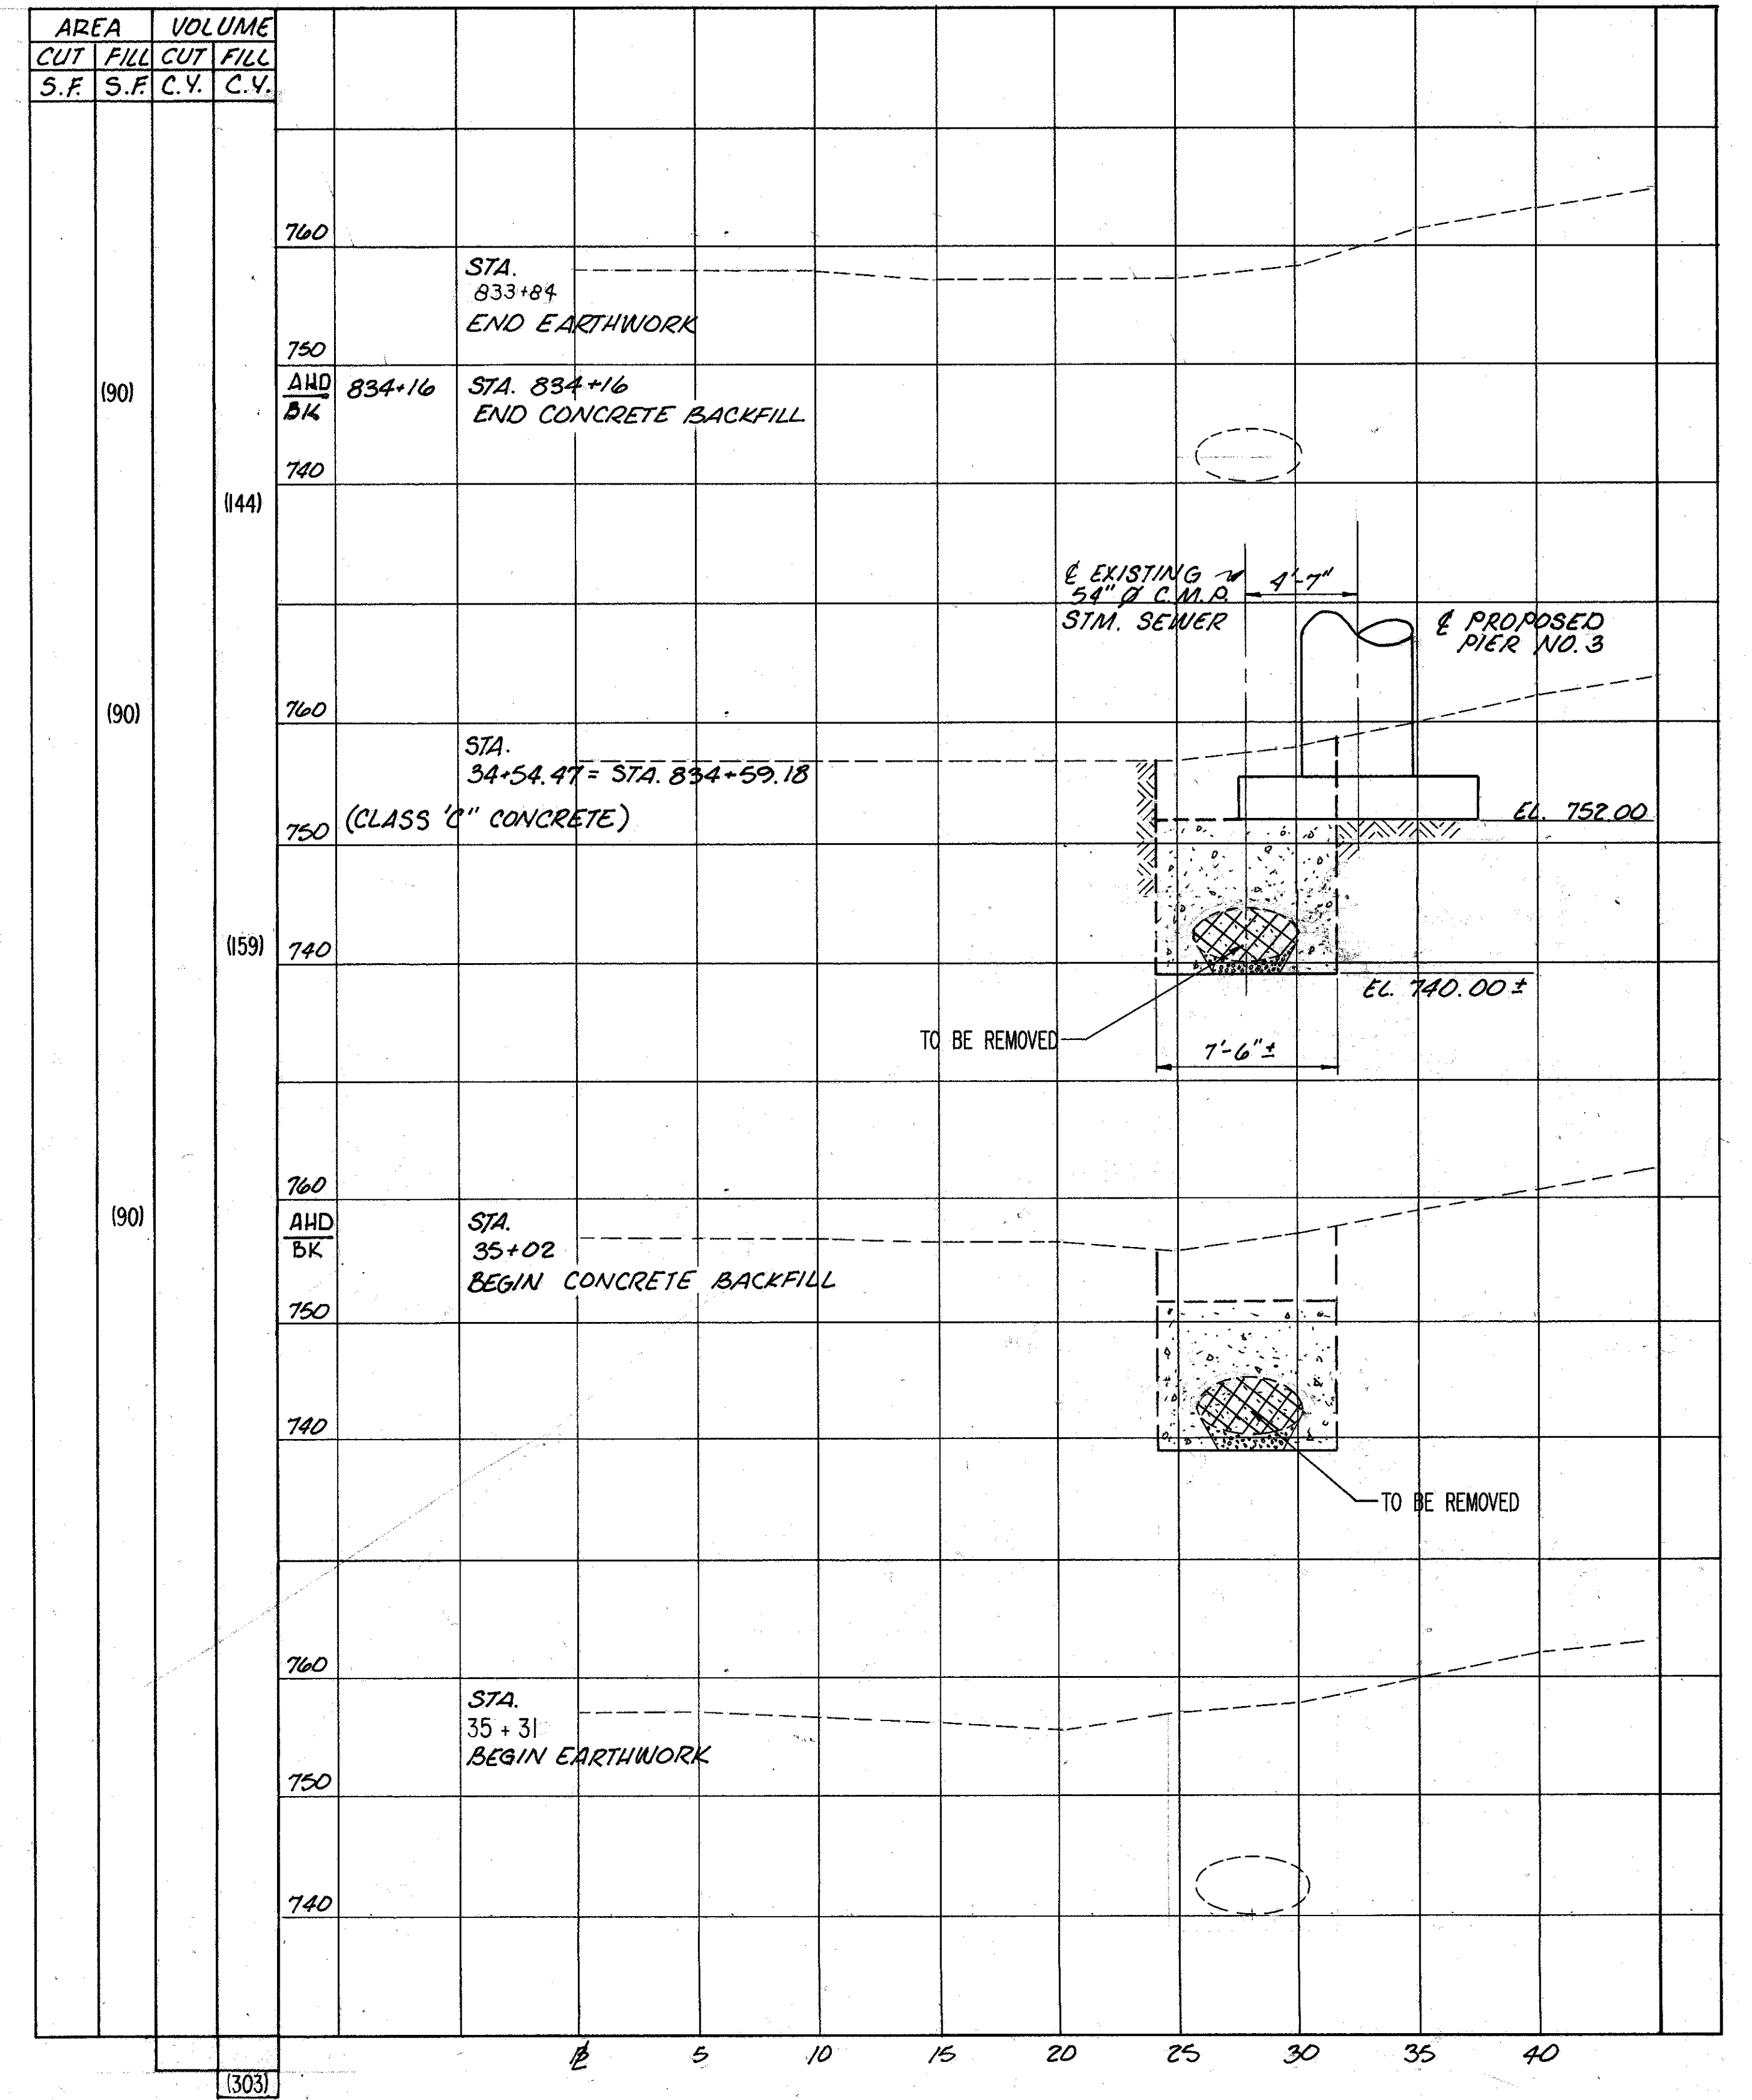 AREA VOLUME
CUT FILL CUT FILL
S.F. S.F. C.Y. C.Y.
760
STA.
833+84
END EARTHWORK
750
(90)
AHD
BK
834+16
STA. 834+16
END CONCRETE BACKFILL
740
(144)
℄ EXISTING
54" Ø C.M.P.
STM. SEWER
4'-7"
℄ PROPOSED
PIER NO. 3
(90)
760
STA.
34+54.47 = STA. 834+59.18
(CLASS 'C" CONCRETE)
750
EL. 752.00
(159)
740
EL. 740.00 ±
TO BE REMOVED
7'-6" ±
760
(90)
AHD
BK
STA.
35+02
BEGIN CONCRETE BACKFILL
750
740
TO BE REMOVED
760
STA.
35 + 31
BEGIN EARTHWORK
750
740
℄ 5 10 15 20 25 30 35 40
(303)